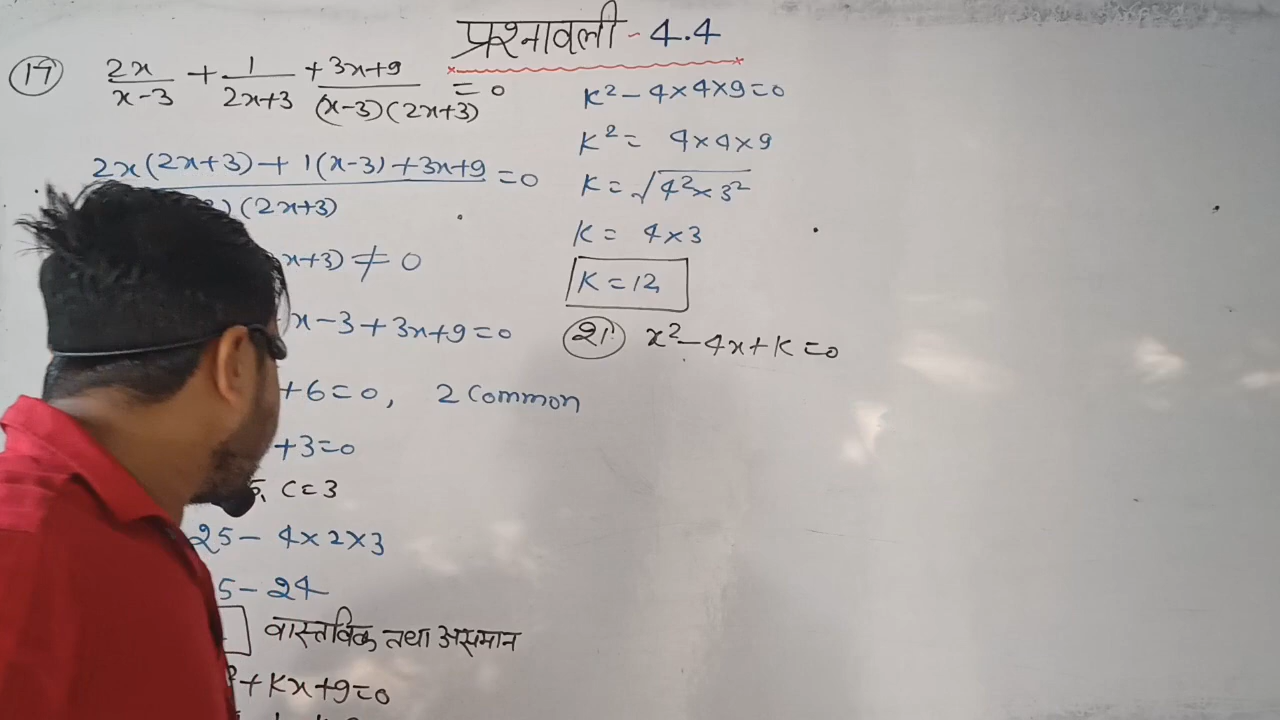 प्रश्नावली - 4.4
(17) 2x/(x-3) + 1/(2x+3) + 3x+9/((x-3)(2x+3)) = 0
2x(2x+3) + 1(x-3) + 3x+9 = 0
)(2x+3)
x+3) ≠ 0
x-3+3x+9=0
+6=0, 2 Common
+3=0
c=3
25 - 4×2×3
5-24
वास्तविक तथा असमान
²+Kx+9=0
K²-4×4×9=0
K² = 4×4×9
K = √4²×3²
K = 4×3
K = 12
(21) x²-4x+K=0